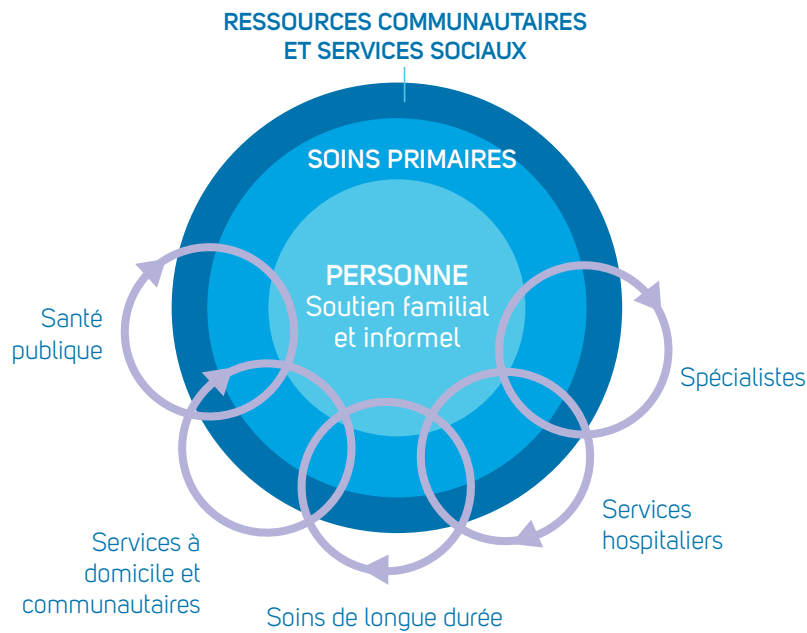 RESSOURCES COMMUNAUTAIRES
ET SERVICES SOCIAUX
SOINS PRIMAIRES
PERSONNE
Soutien familial
et informel
Santé
publique
Spécialistes
Services
hospitaliers
Services à
domicile et
communautaires
Soins de longue durée